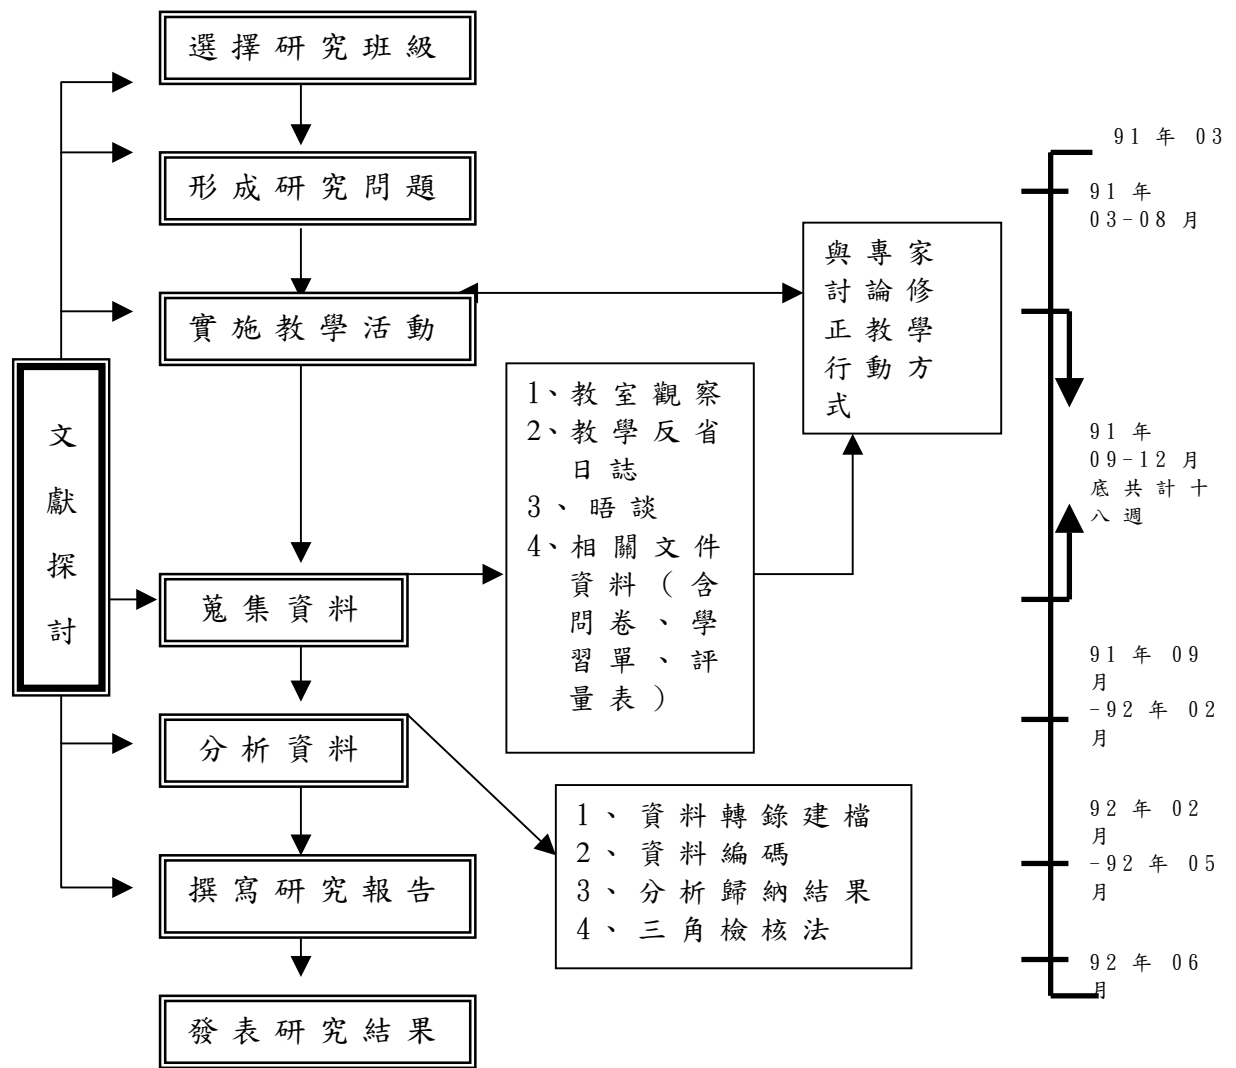 選擇研究班級
形成研究問題
實施教學活動
文
獻
探
討
蒐集資料
分析資料
撰寫研究報告
發表研究結果
1、教室觀察
2、教學反省
日誌
3、晤談
4、相關文件
資料（含
問卷、學
習單、評
量表）
與專家
討論修
正教學
行動方
式
1、資料轉錄建檔
2、資料編碼
3、分析歸納結果
4、三角檢核法
91 年 03
91 年
03-08 月
91 年
09-12 月
底共計十
八週
91 年 09
月
-92 年 02
月
92 年 02
月
-92 年 05
月
92 年 06
月